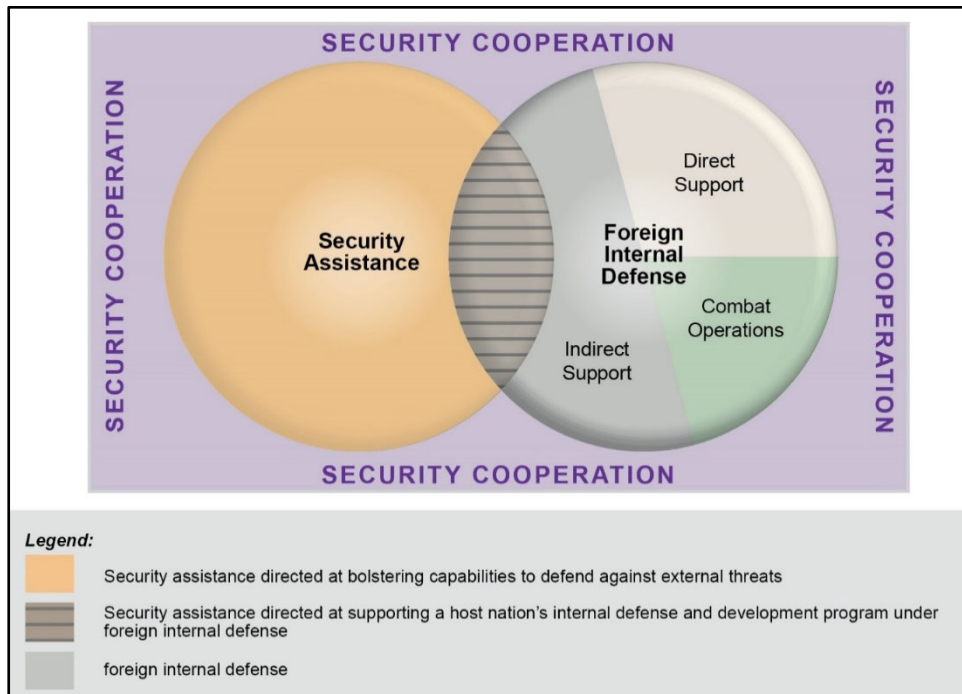 SECURITY COOPERATION
SECURITY COOPERATION
SECURITY COOPERATION
Security
Assistance
Direct
Support
Foreign
Internal
Defense
Combat
Operations
Indirect
Support
SECURITY COOPERATION
Legend:
Security assistance directed at bolstering capabilities to defend against external threats
Security assistance directed at supporting a host nation's internal defense and development program under
foreign internal defense
foreign internal defense